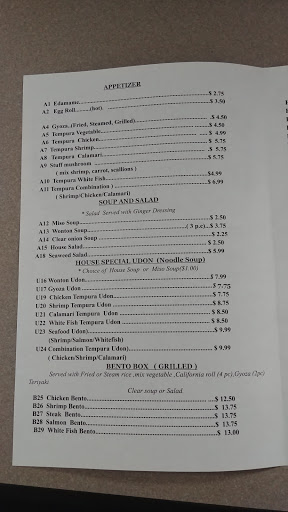 APPETIZER
A1 Edamame $ 2.75
A2 Egg Roll (hot) $ 3.50
A4 Gyoza (Fried, Steamed, Grilled) $ 4.50
A5 Tempura Vegetable $ 4.50
A6 Tempura Chicken $ 4.99
A7 Tempura Shrimp $ 5.75
A8 Tempura Calamari $ 5.75
A9 Stuff mushroom $ 5.75
( mix shrimp, carrot, scallions )
A10 Tempura White Fish $4.99
A11 Tempura Combination ) $ 6.99
( Shrimp/Chicken/Calamari)
SOUP AND SALAD
* Salad Served with Ginger Dressing
A12 Miso Soup $ 2.50
A13 Wonton Soup ( 3 p.c) $ 3.75
A14 Clear onion Soup $ 2.25
A15 House Salad $ 2.50
A18 Seaweed Salad $ 5.99
HOUSE SPECIAL UDON (Noodle Soup)
* Choice of House Soup or Miso Soup($1.00)
U16 Wonton Udon $ 7.99
U17 Gyoza Udon $ 7.75
U19 Chicken Tempura Udon $ 7.75
U20 Shrimp Tempura Udon $ 8.75
U21 Calamari Tempura Udon $ 8.50
U22 White Fish Tempura Udon $ 8.50
U23 Seafood Udon) $ 9.99
(Shrimp/Salmon/Whitefish)
U24 Combination Tempura Udon) $ 9.99
( Chicken/Shrimp/Calamari)
BENTO BOX ( GRILLED )
Served with Fried or Steam rice ,mix vegetable ,California roll (4 pc),Gyoza (2pc)
Teriyaki
Clear soup or Salad
B25 Chicken Bento $ 12.50
B26 Shrimp Bento $ 13.75
B27 Steak Bento $ 13.75
B28 Salmon Bento $ 13.75
B29 White Fish Bento $ 13.00